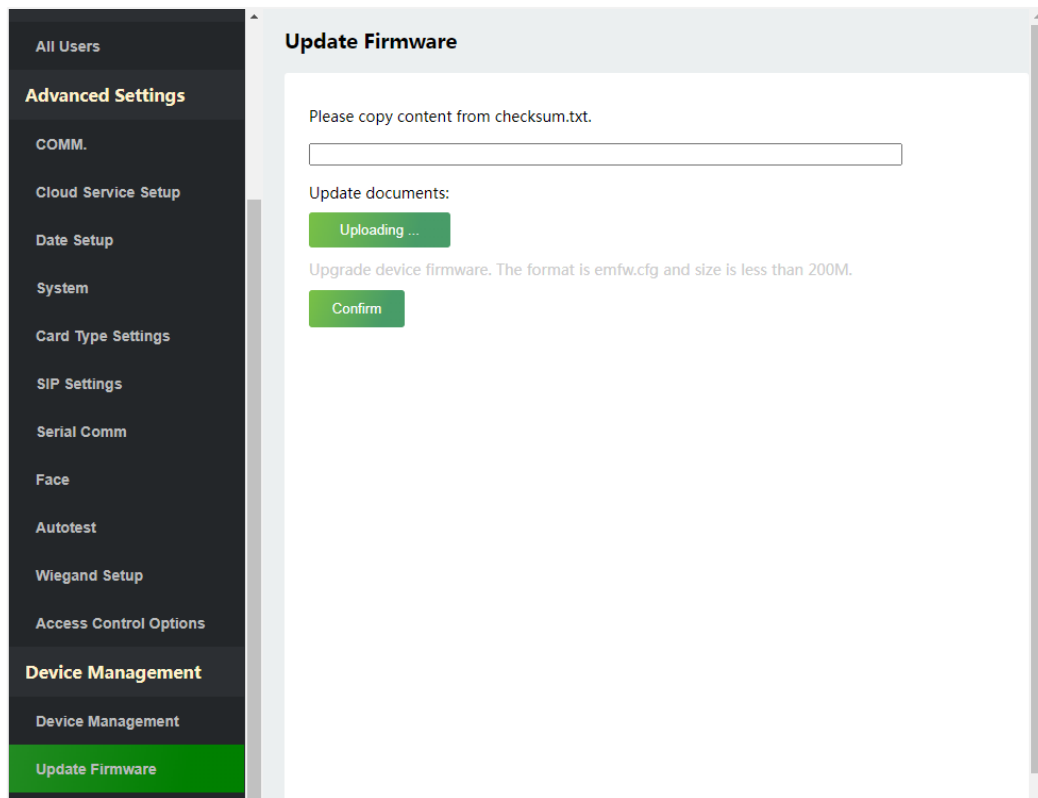 All Users
Advanced Settings
COMM.
Cloud Service Setup
Date Setup
System
Card Type Settings
SIP Settings
Serial Comm
Face
Autotest
Wiegand Setup
Access Control Options
Device Management
Device Management
Update Firmware
Update Firmware
Please copy content from checksum.txt.
Update documents:
Uploading ...
Upgrade device firmware. The format is emfw.cfg and size is less than 200M.
Confirm